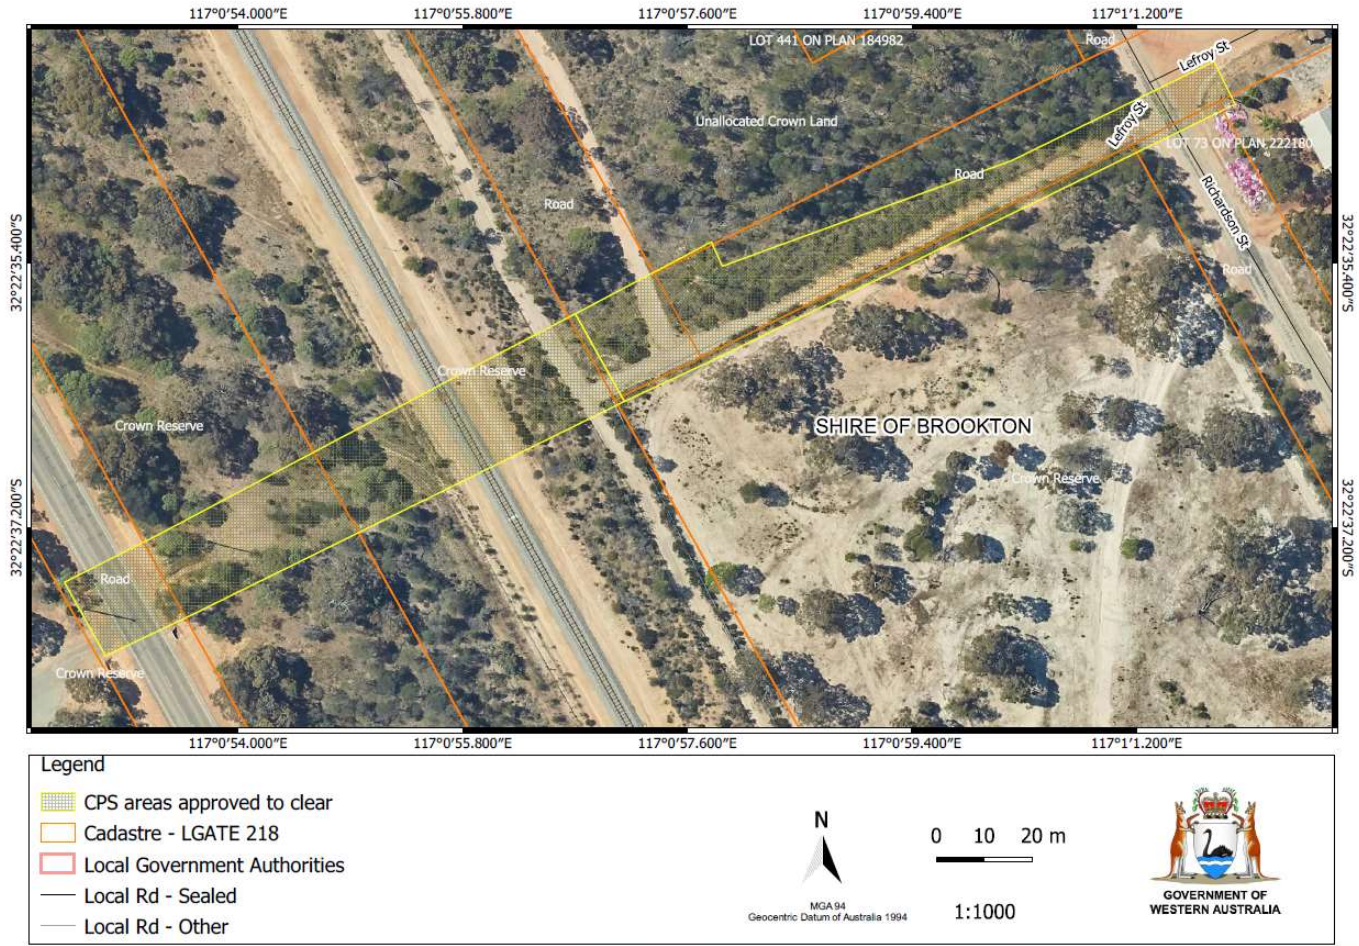 117°0′54.000″E 117°0′55.800″E 117°0′57.600″E 117°0′59.400″E 117°1′1.200″E
LOT 441 ON PLAN 184982
Road
Lefroy St
Unallocated Crown Land
Lefroy St
LOT 73 ON PLAN 222180
Road
Road
Richardson St
32°22′35.400″S
32°22′35.400″S
Road
Crown Reserve
Crown Reserve
SHIRE OF BROOKTON
Crown Reserve
32°22′37.200″S
32°22′37.200″S
Road
Crown Reserve
117°0′54.000″E 117°0′55.800″E 117°0′57.600″E 117°0′59.400″E 117°1′1.200″E
Legend
CPS areas approved to clear
Cadastre - LGATE 218
Local Government Authorities
Local Rd - Sealed
Local Rd - Other
N
MGA 94
Geocentric Datum of Australia 1994
0 10 20 m
1:1000
GOVERNMENT OF
WESTERN AUSTRALIA